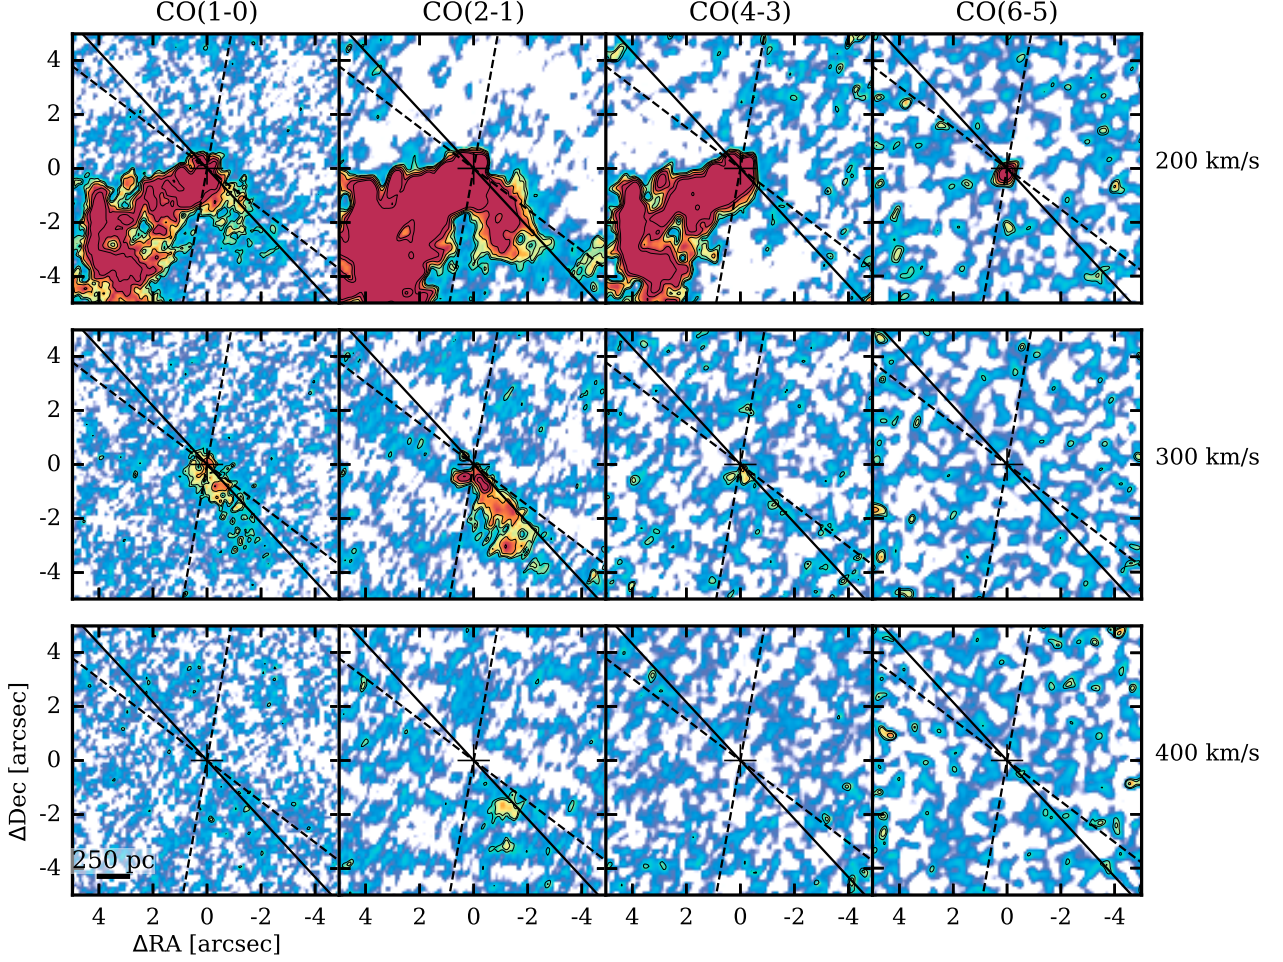 CO(1-0) CO(2-1) CO(4-3) CO(6-5)
4
2
0 200 km/s
-2
-4
4
2
0 300 km/s
-2
-4
4
2
0 400 km/s
-2
-4
ΔDec [arcsec]
250 pc
4 2 0 -2 -4 4 2 0 -2 -4 4 2 0 -2 -4 4 2 0 -2 -4
ΔRA [arcsec]